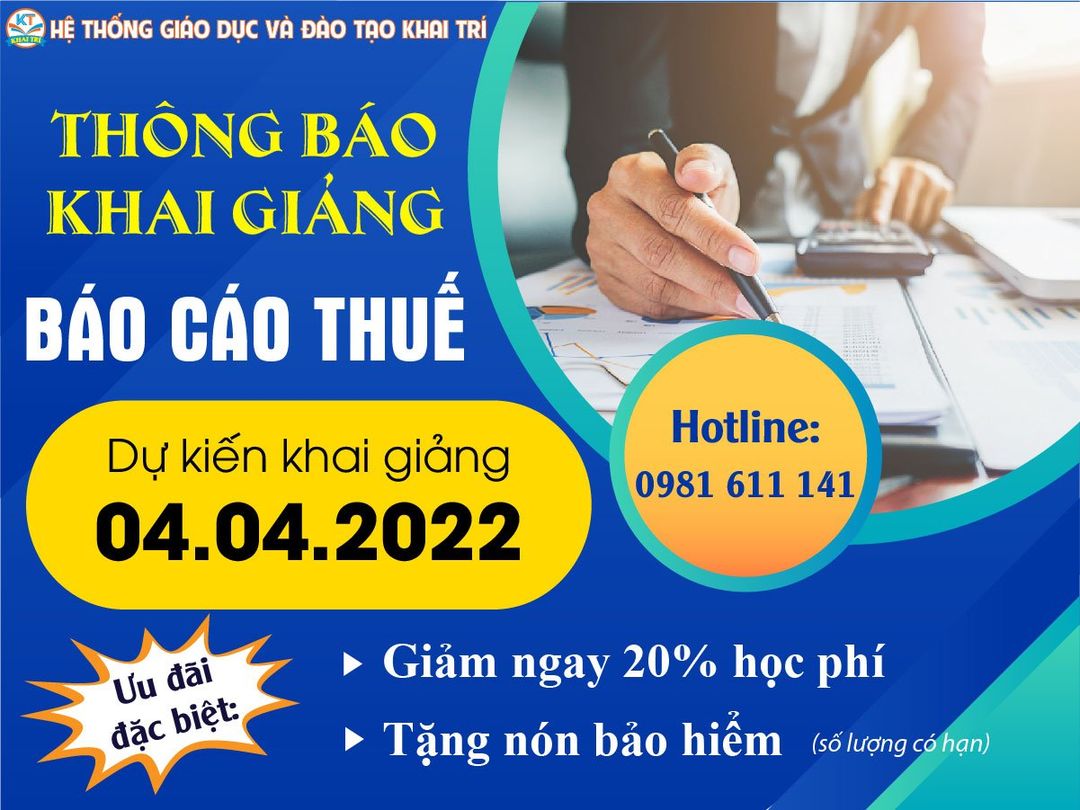 KT
KHAI TRÍ
HỆ THỐNG GIÁO DỤC VÀ ĐÀO TẠO KHAI TRÍ
THÔNG BÁO
KHAI GIẢNG
BÁO CÁO THUẾ
Dự kiến khai giảng
04.04.2022
Hotline:
0981 611 141
Ưu đãi
đặc biệt:
Giảm ngay 20% học phí
Tặng nón bảo hiểm (số lượng có hạn)